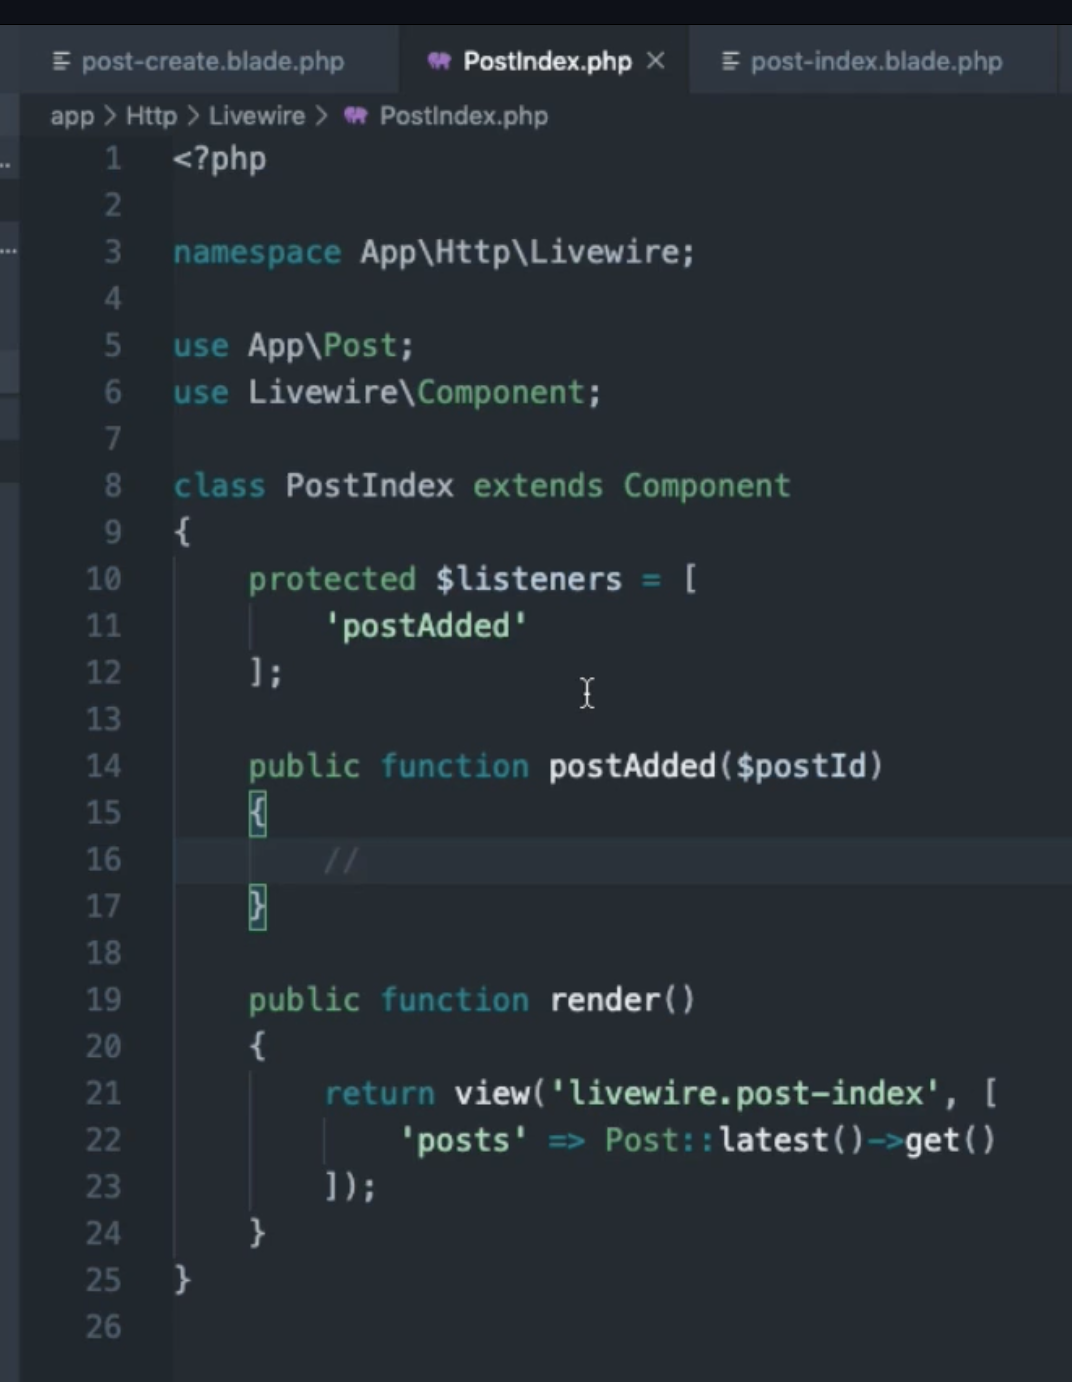 post-create.blade.php PostIndex.php × post-index.blade.php
app > Http > Livewire > PostIndex.php
1 <?php
2
3 namespace App\Http\Livewire;
4
5 use App\Post;
6 use Livewire\Component;
7
8 class PostIndex extends Component
9 {
10     protected $listeners = [
11         'postAdded'
12     ];
13
14     public function postAdded($postId)
15     {
16         //
17     }
18
19     public function render()
20     {
21         return view('livewire.post-index', [
22             'posts' => Post::latest()->get()
23         ]);
24     }
25 }
26